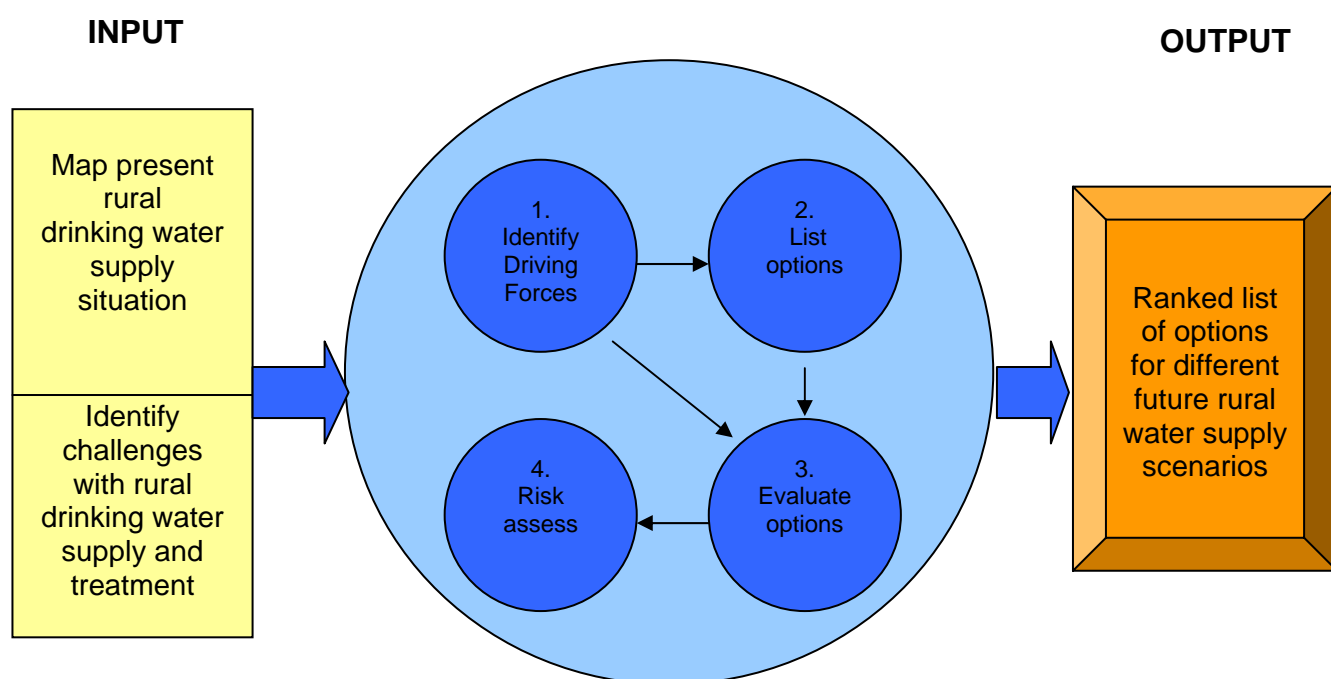 INPUT
OUTPUT
Map present
rural
drinking water
supply
situation
Identify
challenges
with rural
drinking water
supply and
treatment
1.
Identify
Driving
Forces
2.
List
options
4.
Risk
assess
3.
Evaluate
options
Ranked list
of options
for different
future rural
water supply
scenarios